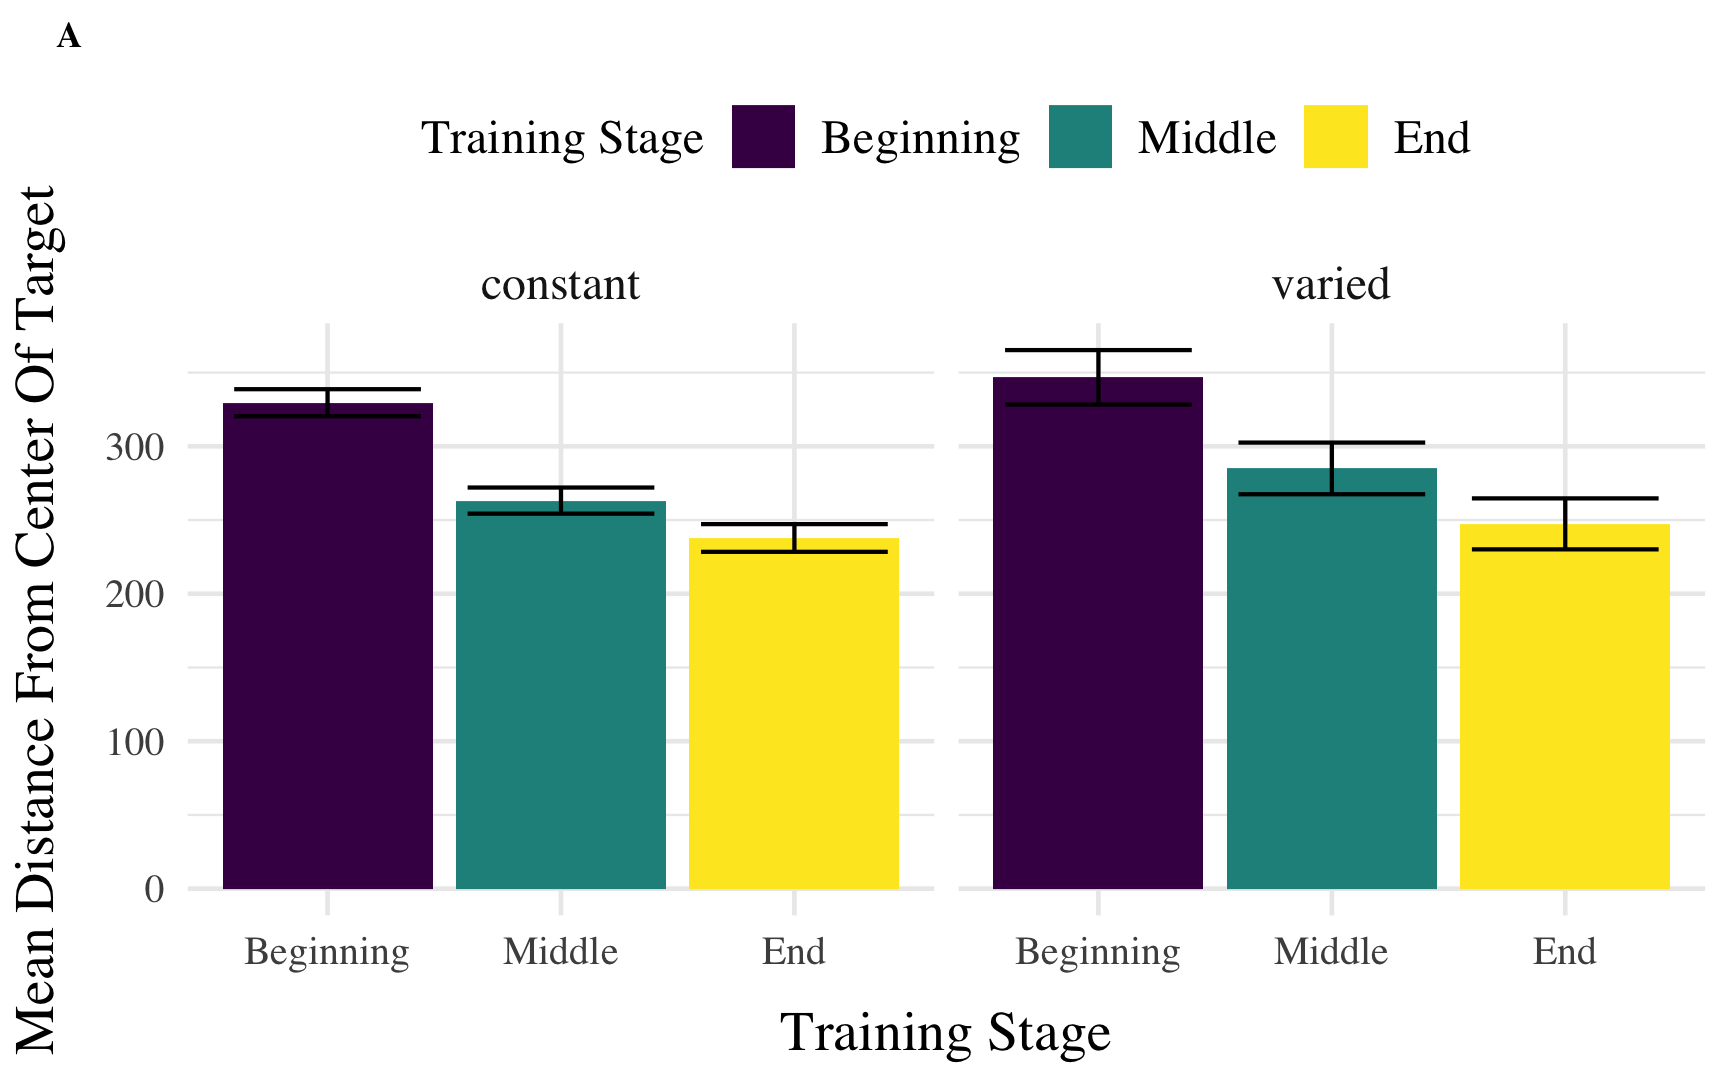 A
Training Stage Beginning Middle End
constant varied
Mean Distance From Center Of Target
300
200
100
0
Beginning Middle End Beginning Middle End
Training Stage